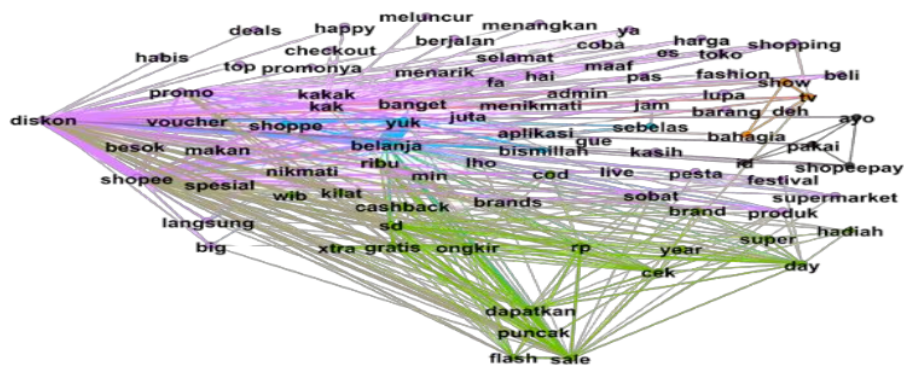 meluncur
deals happy menangkan ya
berjalan coba es harga shopping
habis checkout selamat toko
top promonya menarik fa hai maaf pas fashion show beli
promo kakak admin lupa tv
kak banget menikmati jam barang deh
diskon voucher shoppe yuk juta ayo
aplikasi sebelas bahagia
besok makan belanja gue pakai
bismillah kasih
ribu lho ra shopeepay
shopee spesial nikmati min cod live pesta festival
wib kilat sobat supermarket
cashback brands brand produk
langsung sd hadiah
big xtra gratis ongkir rp year super
cek day
dapatkan
puncak
flash sale